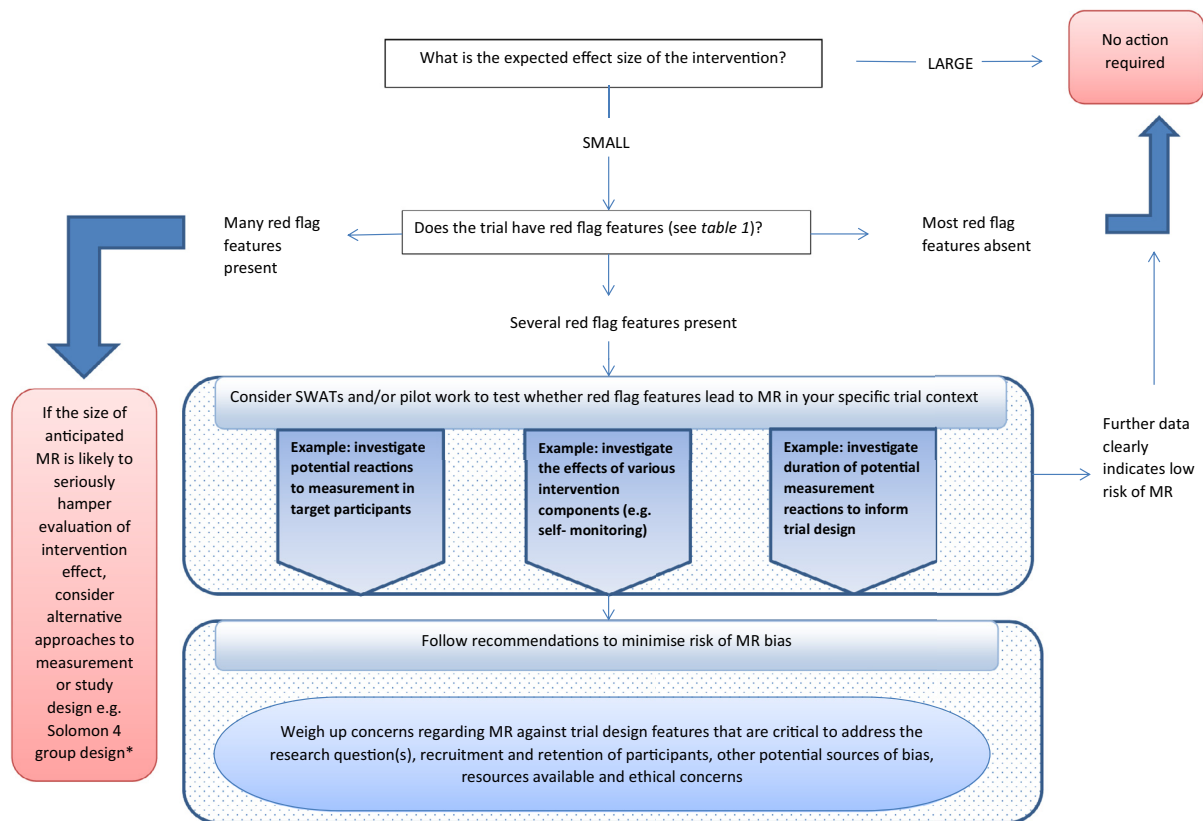 What is the expected effect size of the intervention?
LARGE
No action
required
SMALL
Many red flag
features
present
Does the trial have red flag features (see table 1)?
Most red flag
features absent
Several red flag features present
Consider SWATs and/or pilot work to test whether red flag features lead to MR in your specific trial context
Example: investigate
potential reactions
to measurement in
target participants
Example: investigate
the effects of various
intervention
components (e.g.
self- monitoring)
Example: investigate
duration of potential
measurement
reactions to inform
trial design
Further data
clearly
indicates low
risk of MR
If the size of
anticipated
MR is likely to
seriously
hamper
evaluation of
intervention
effect,
consider
alternative
approaches to
measurement
or study
design e.g.
Solomon 4
group design*
Follow recommendations to minimise risk of MR bias
Weigh up concerns regarding MR against trial design features that are critical to address the
research question(s), recruitment and retention of participants, other potential sources of bias,
resources available and ethical concerns